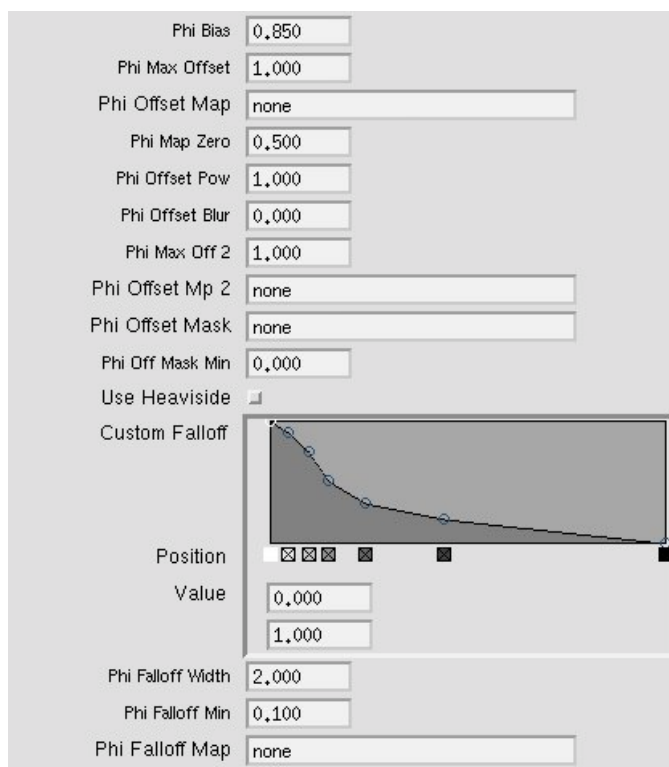 Phi Bias 0.850
Phi Max Offset 1.000
Phi Offset Map none
Phi Map Zero 0.500
Phi Offset Pow 1.000
Phi Offset Blur 0.000
Phi Max Off 2 1.000
Phi Offset Mp 2 none
Phi Offset Mask none
Phi Off Mask Min 0.000
Use Heaviside
Custom Falloff
Position
Value 0.000
1.000
Phi Falloff Width 2.000
Phi Falloff Min 0.100
Phi Falloff Map none